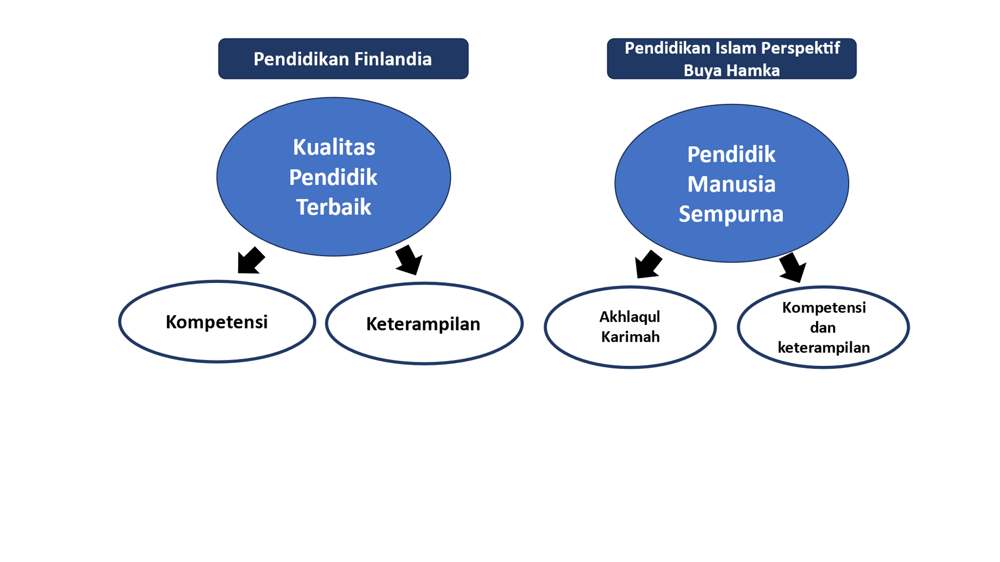 Pendidikan Finlandia
Pendidikan Islam Perspektif
Buya Hamka
Kualitas
Pendidik
Terbaik
Pendidik
Manusia
Sempurna
Kompetensi
Keterampilan
Akhlaqul
Karimah
Kompetensi
dan
keterampilan